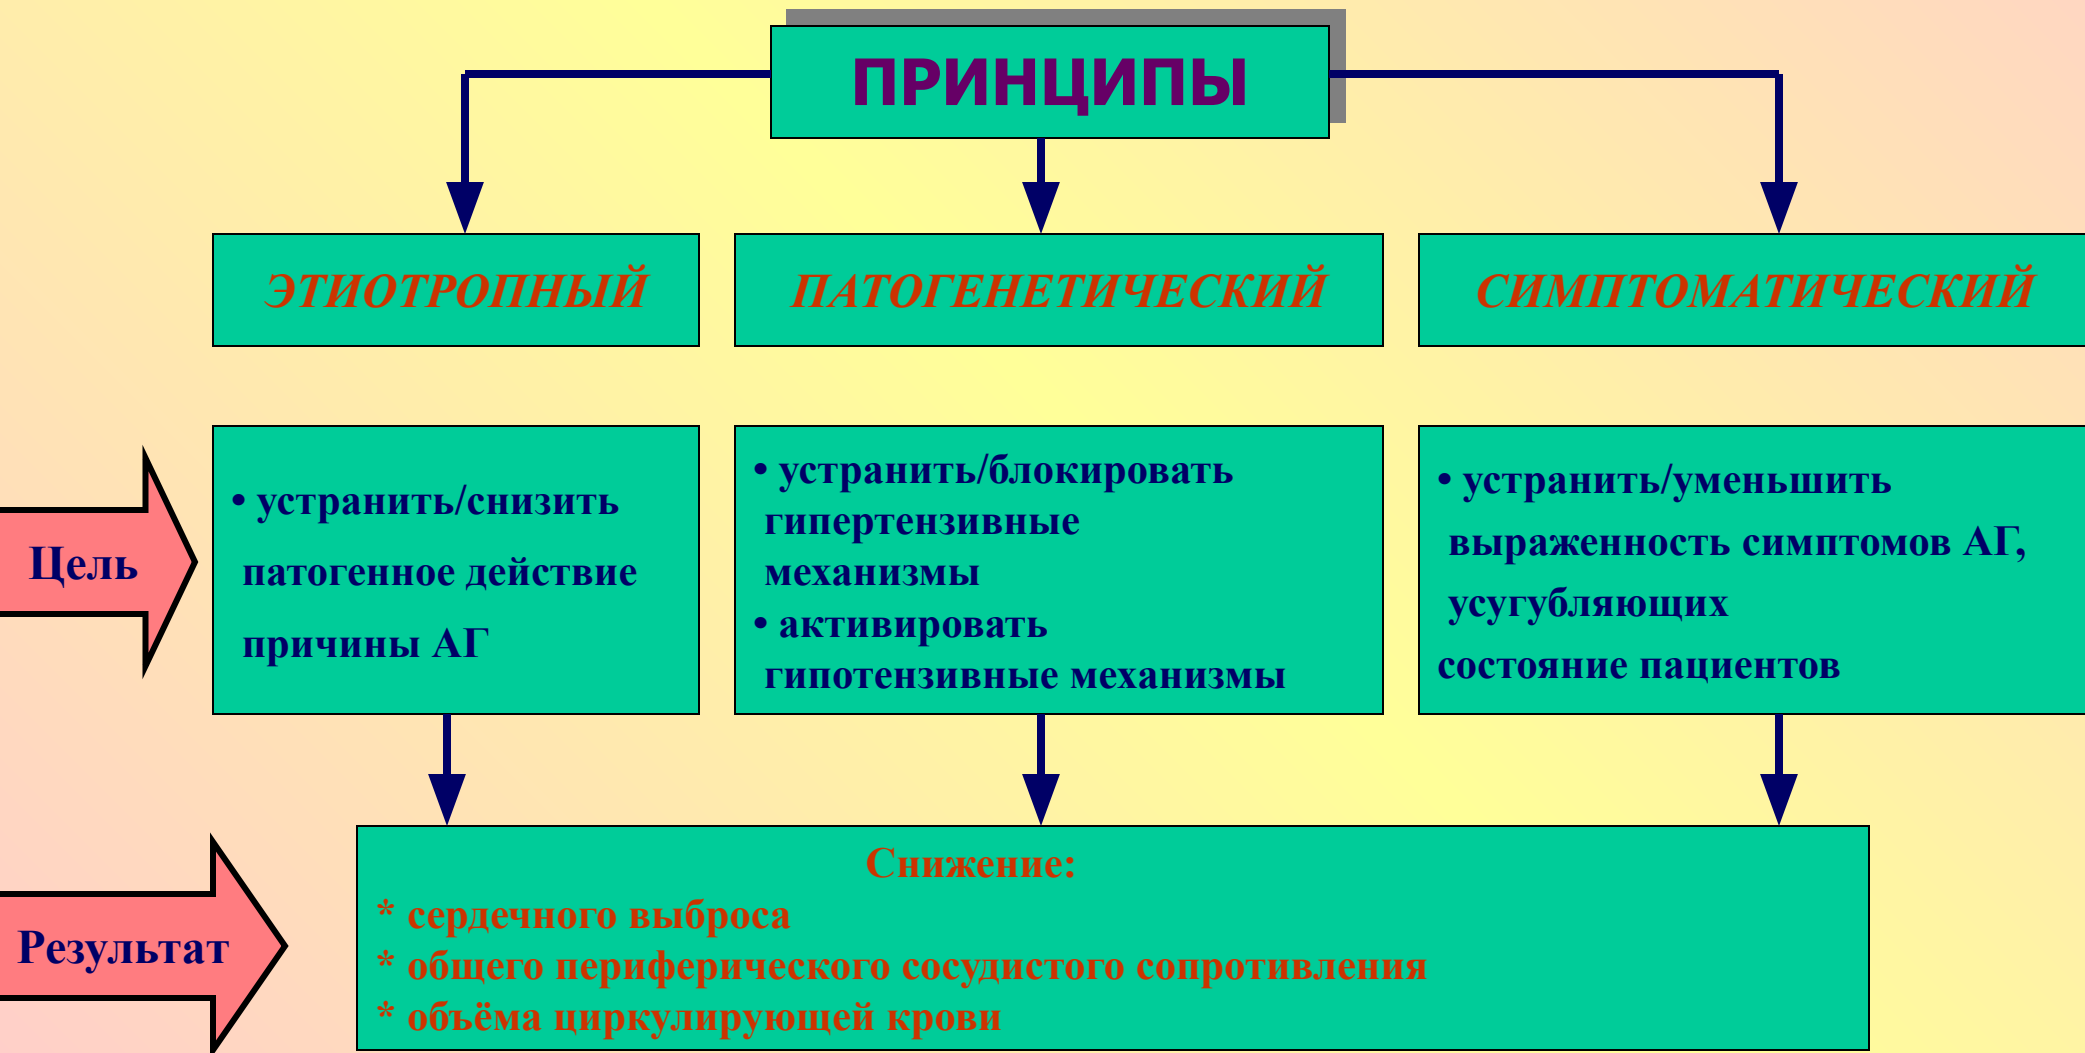 ПРИНЦИПЫ
ЭТИОТРОПНЫЙ
ПАТОГЕНЕТИЧЕСКИЙ
СИМПТОМАТИЧЕСКИЙ
Цель
• устранить/снизить
патогенное действие
причины АГ
• устранить/блокировать
гипертензивные
механизмы
• активировать
гипотензивные механизмы
• устранить/уменьшить
выраженность симптомов АГ,
усугубляющих
состояние пациентов
Результат
Снижение:
* сердечного выброса
* общего периферического сосудистого сопротивления
* объёма циркулирующей крови